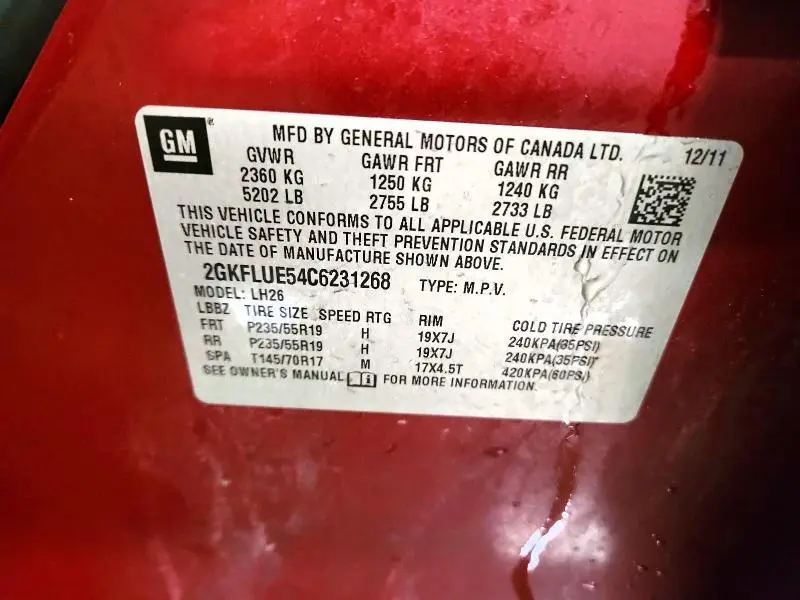 GM® MFD BY GENERAL MOTORS OF CANADA LTD. 12/11
GVWR GAWR FRT GAWR RR
2360 KG 1250 KG 1240 KG
5202 LB 2755 LB 2733 LB
THIS VEHICLE CONFORMS TO ALL APPLICABLE U.S. FEDERAL MOTOR
VEHICLE SAFETY AND THEFT PREVENTION STANDARDS IN EFFECT ON
THE DATE OF MANUFACTURE SHOWN ABOVE.
2GKFLUE54C6231268 TYPE: M.P.V.
MODEL: LH26
LBBZ TIRE SIZE SPEED RTG RIM COLD TIRE PRESSURE
FRT P235/55R19 H 19X7J 240KPA(35PSI)
RR P235/55R19 H 19X7J 240KPA(35PSI)
SPA T145/70R17 M 17X4.5T 420KPA(60PSI)
SEE OWNER'S MANUAL FOR MORE INFORMATION.